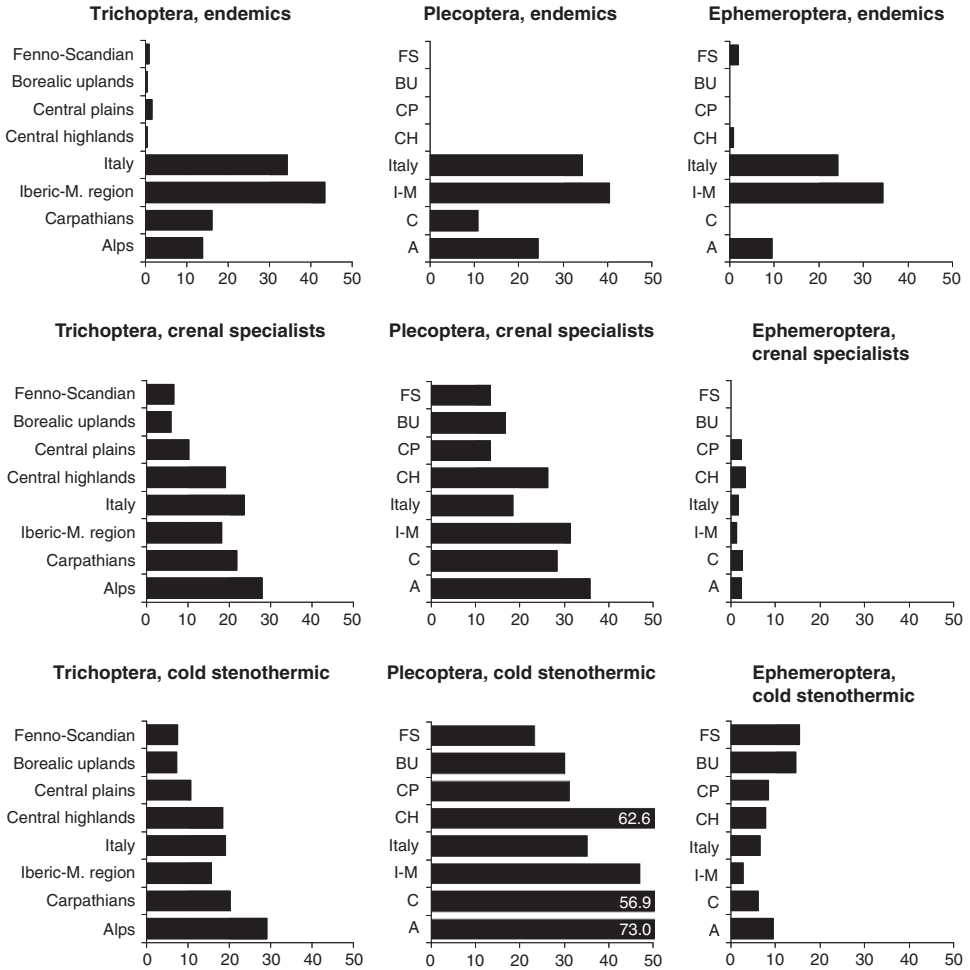 Trichoptera, endemics
Fenno-Scandian
Borealic uplands
Central plains
Central highlands
Italy
Iberic-M. region
Carpathians
Alps
0 10 20 30 40 50
Plecoptera, endemics
FS
BU
CP
CH
Italy
I-M
C
A
0 10 20 30 40 50
Ephemeroptera, endemics
FS
BU
CP
CH
Italy
I-M
C
A
0 10 20 30 40 50
Trichoptera, crenal specialists
Fenno-Scandian
Borealic uplands
Central plains
Central highlands
Italy
Iberic-M. region
Carpathians
Alps
0 10 20 30 40 50
Plecoptera, crenal specialists
FS
BU
CP
CH
Italy
I-M
C
A
0 10 20 30 40 50
Ephemeroptera,
crenal specialists
FS
BU
CP
CH
Italy
I-M
C
A
0 10 20 30 40 50
Trichoptera, cold stenothermic
Fenno-Scandian
Borealic uplands
Central plains
Central highlands
Italy
Iberic-M. region
Carpathians
Alps
0 10 20 30 40 50
Plecoptera, cold stenothermic
FS
BU
CP
CH 62.6
Italy
I-M
C 56.9
A 73.0
0 10 20 30 40 50
Ephemeroptera,
cold stenothermic
FS
BU
CP
CH
Italy
I-M
C
A
0 10 20 30 40 50